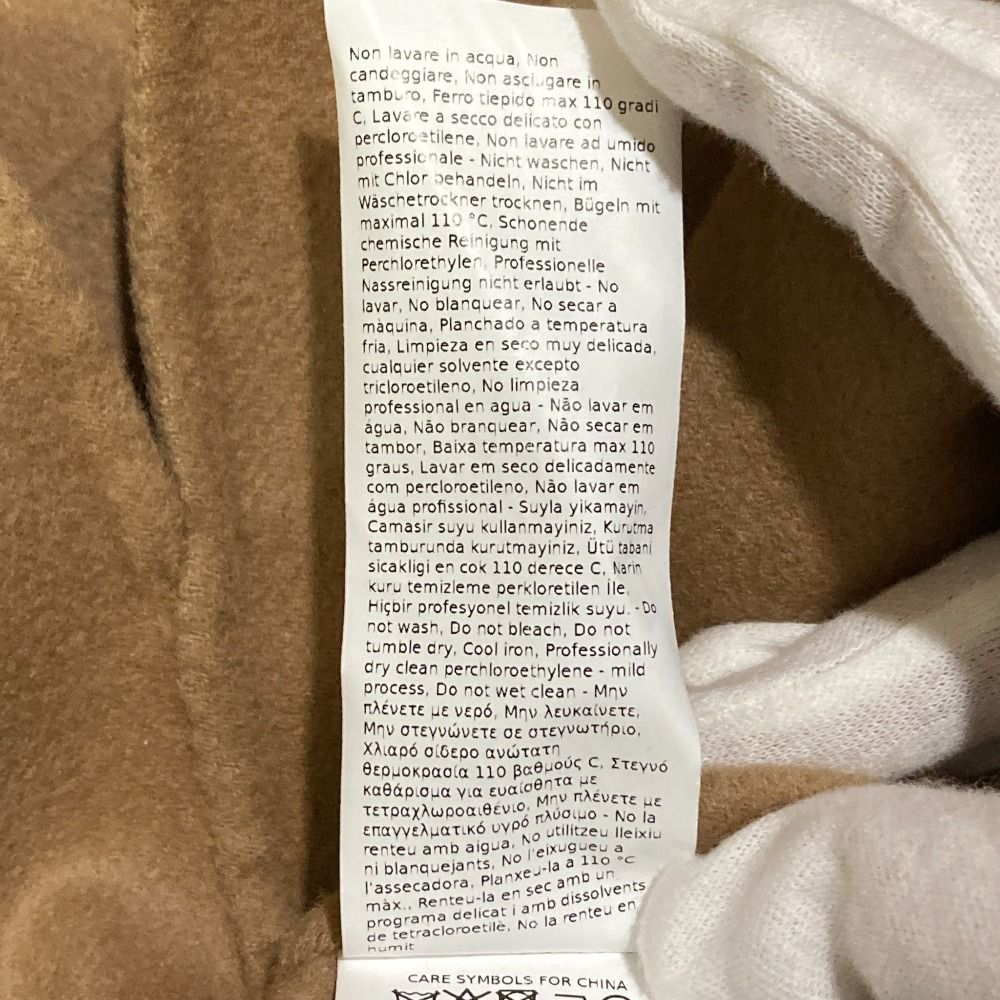 Non lavare in acqua, Non
candeggiare, Non asciugare in
tamburo, Ferro tiepido max 110 gradi
C, Lavare a secco delicato con
percloroetilene, Non lavare ad umido
professionale - Nicht waschen, Nicht
mit Chlor behandeln, Nicht im
Wäschetrockner trocknen, Bügeln mit
maximal 110 °C, Schonende
chemische Reinigung mit
Perchlorethylen, Professionelle
Nassreinigung nicht erlaubt - No
lavar, No blanquear, No secar a
màquina, Planchado a temperatura
fria, Limpieza en seco muy delicada,
cualquier solvente excepto
tricloroetileno, No limpieza
professional en agua - Não lavar em
água, Não branquear, Não secar em
tambor, Baixa temperatura max 110
graus, Lavar em seco delicadamente
com percloroetileno, Não lavar em
água profissional - Suyla yikamayin,
Camasir suyu kullanmayiniz, Kurutma
tamburunda kurutmayiniz, Ütü tabani
sicakligi en cok 110 derece C, Narin
kuru temizleme perkloretilen İle,
Hiçbir profesyonel temizlik suyu. - Do
not wash, Do not bleach, Do not
tumble dry, Cool iron, Professionally
dry clean perchloroethylene - mild
process, Do not wet clean - Μην
πλένετε με νερό, Μην λευκαίνετε,
Μην στεγνώνετε σε στεγνωτήριο,
Χλιαρό σίδερο ανώτατη
θερμοκρασία 110 βαθμούς C, Στεγνό
καθάρισμα για ευαίσθητα με
τετραχλωροαιθένιο, Μην πλένετε με
επαγγελματικό υγρό πλύσιμο - No la
renteu amb aigua, No utilitzeu lleixiu
ni blanquejants, No l'eixugueu a
l'assecadora, Planxeu-la a 110 °C
màx., Renteu-la en sec amb un
programa delicat i amb dissolvents
de tetracloroetilè, No la renteu en
humit
CARE SYMBOLS FOR CHINA